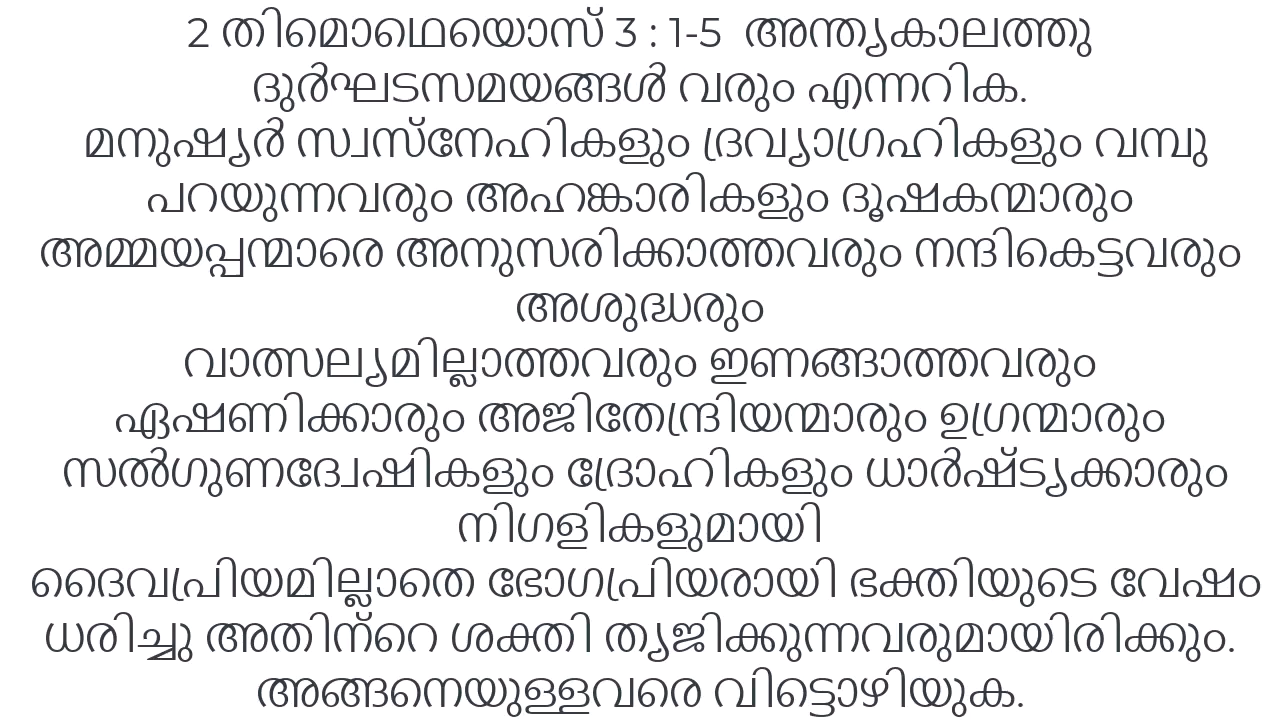 2 തിമൊഥെയൊസ് 3 : 1-5 അന്ത്യകാലത്തു
ദുർഘടസമയങ്ങൾ വരും എന്നറിക.
മനുഷ്യർ സ്വസ്നേഹികളും ദ്രവ്യാഗ്രഹികളും വമ്പു
പറയുന്നവരും അഹങ്കാരികളും ദൂഷകന്മാരും
അമ്മയപ്പന്മാരെ അനുസരിക്കാത്തവരും നന്ദികെട്ടവരും
അശുദ്ധരും
വാത്സല്യമില്ലാത്തവരും ഇണങ്ങാത്തവരും
ഏഷണിക്കാരും അജിതേന്ദ്രിയന്മാരും ഉഗ്രന്മാരും
സൽഗുണദ്വേഷികളും ദ്രോഹികളും ധാർഷ്ട്യക്കാരും
നിഗളികളുമായി
ദൈവപ്രിയമില്ലാതെ ഭോഗപ്രിയരായി ഭക്തിയുടെ വേഷം
ധരിച്ചു അതിന്റെ ശക്തി ത്യജിക്കുന്നവരുമായിരിക്കും.
അങ്ങനെയുള്ളവരെ വിട്ടൊഴിയുക.